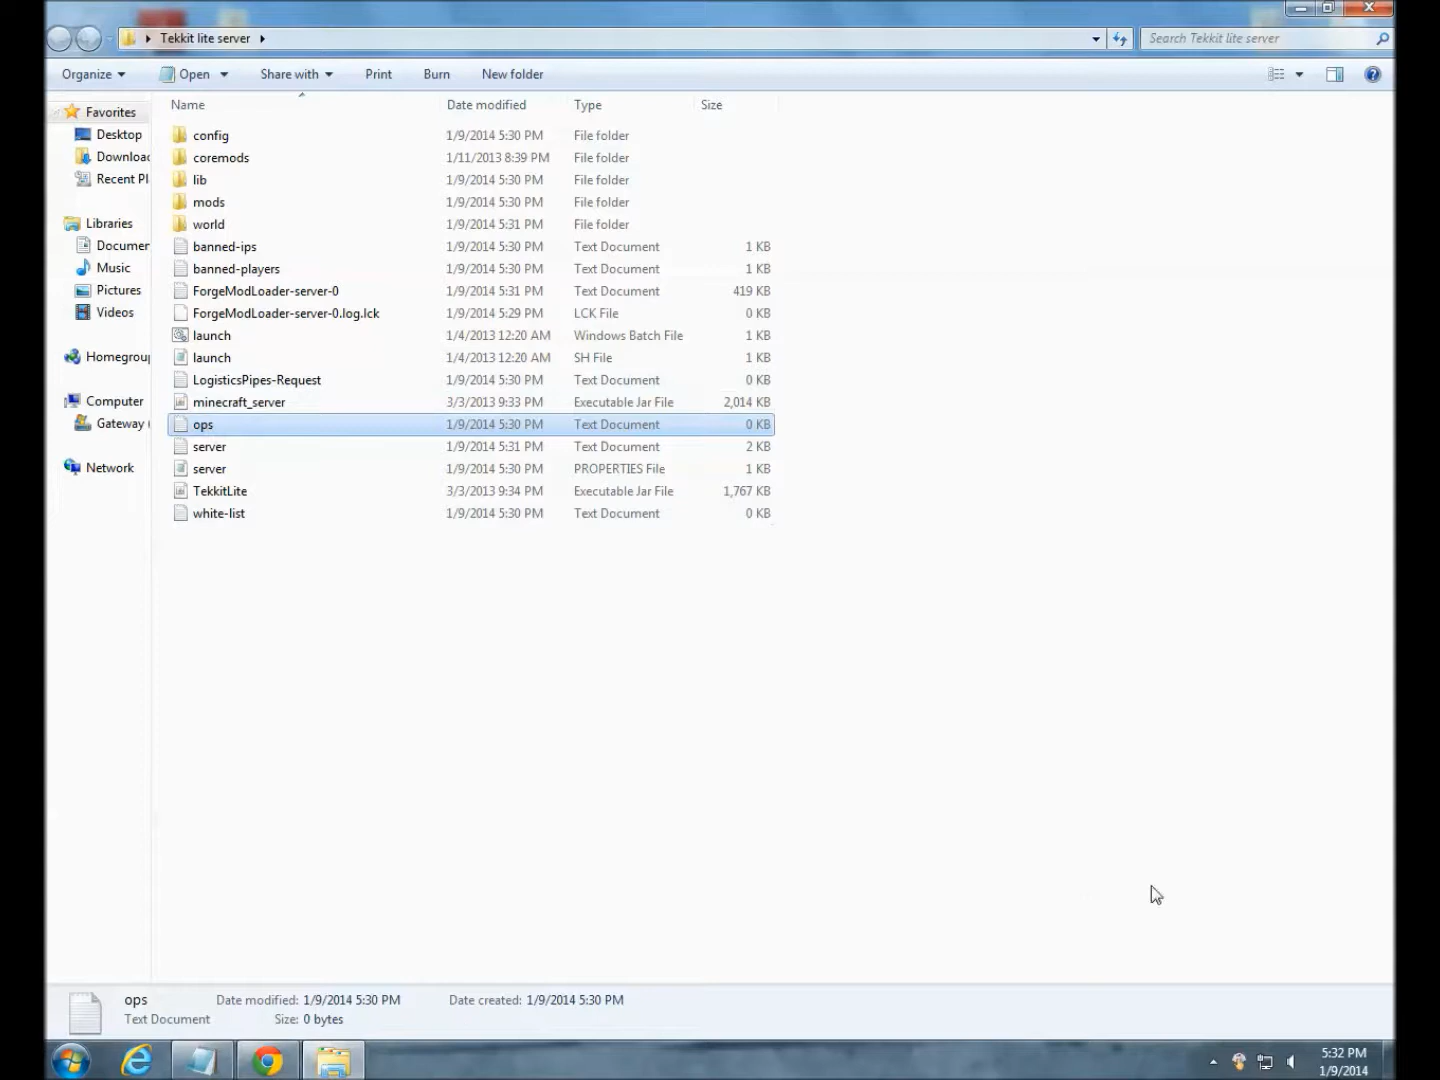 Tekkit lite server
Search Tekkit lite server
Organize Open Share with Print Burn New folder
Name Date modified Type Size
Favorites
Desktop
Downloac
Recent Pl
Libraries
Documer
Music
Pictures
Videos
Homegrou
Computer
Gateway (
Network
config 1/9/2014 5:30 PM File folder
coremods 1/11/2013 8:39 PM File folder
lib 1/9/2014 5:30 PM File folder
mods 1/9/2014 5:30 PM File folder
world 1/9/2014 5:31 PM File folder
banned-ips 1/9/2014 5:30 PM Text Document 1 KB
banned-players 1/9/2014 5:30 PM Text Document 1 KB
ForgeModLoader-server-0 1/9/2014 5:31 PM Text Document 419 KB
ForgeModLoader-server-0.log.lck 1/9/2014 5:29 PM LCK File 0 KB
launch 1/4/2013 12:20 AM Windows Batch File 1 KB
launch 1/4/2013 12:20 AM SH File 1 KB
LogisticsPipes-Request 1/9/2014 5:30 PM Text Document 0 KB
minecraft_server 3/3/2013 9:33 PM Executable Jar File 2,014 KB
ops 1/9/2014 5:30 PM Text Document 0 KB
server 1/9/2014 5:31 PM Text Document 2 KB
server 1/9/2014 5:30 PM PROPERTIES File 1 KB
TekkitLite 3/3/2013 9:34 PM Executable Jar File 1,767 KB
white-list 1/9/2014 5:30 PM Text Document 0 KB
ops Date modified: 1/9/2014 5:30 PM Date created: 1/9/2014 5:30 PM
Text Document Size: 0 bytes
5:32 PM
1/9/2014